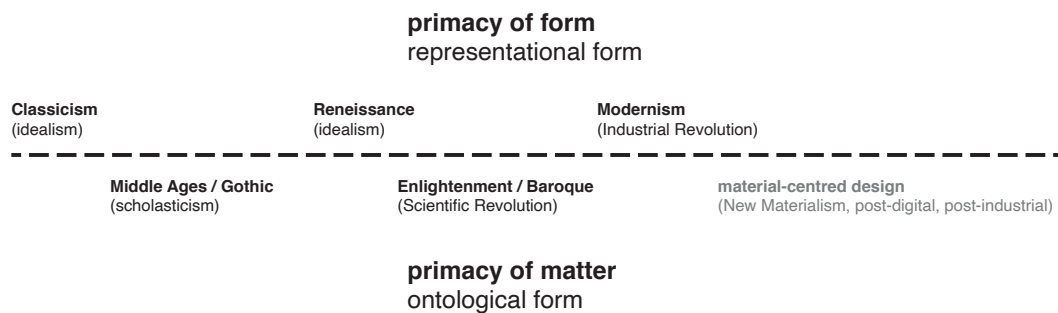 primacy of form
representational form
Classicism
(idealism)
Reneissance
(idealism)
Modernism
(Industrial Revolution)
Middle Ages / Gothic
(scholasticism)
Enlightenment / Baroque
(Scientific Revolution)
material-centred design
(New Materialism, post-digital, post-industrial)
primacy of matter
ontological form